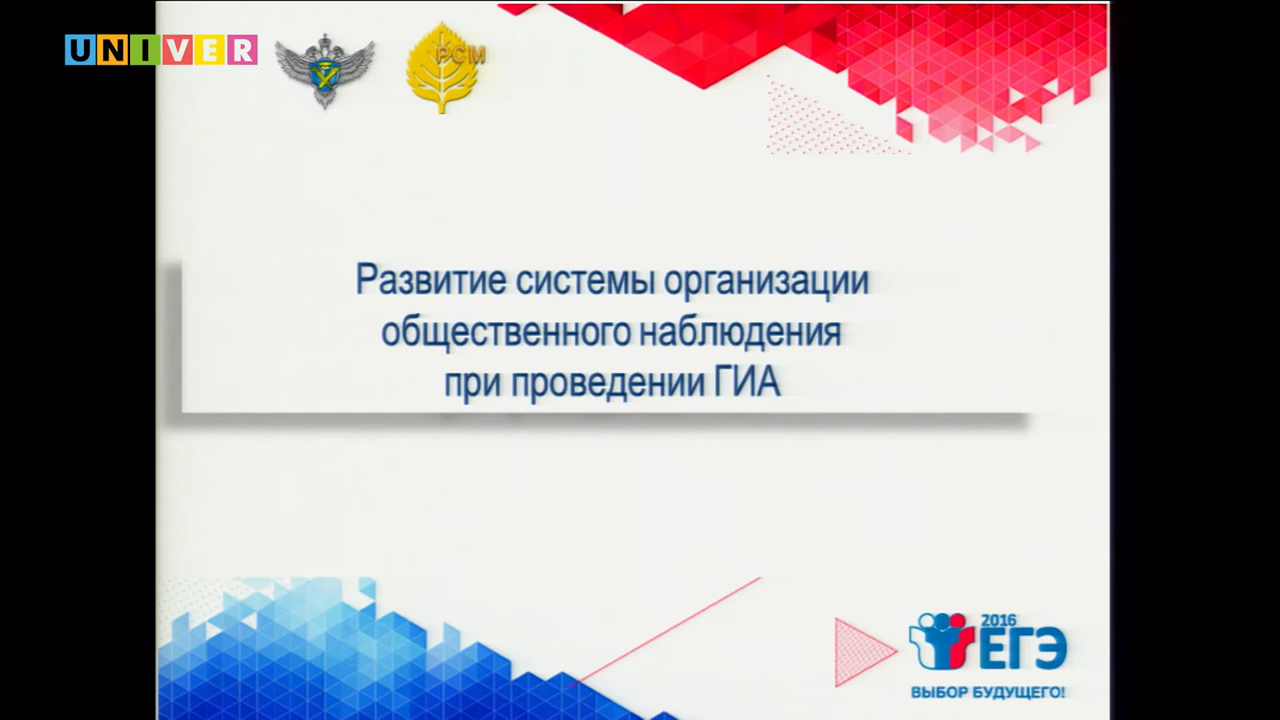 UNIVER
РСМ
Развитие системы организации
общественного наблюдения
при проведении ГИА
2016
ЕГЭ
ВЫБОР БУДУЩЕГО!